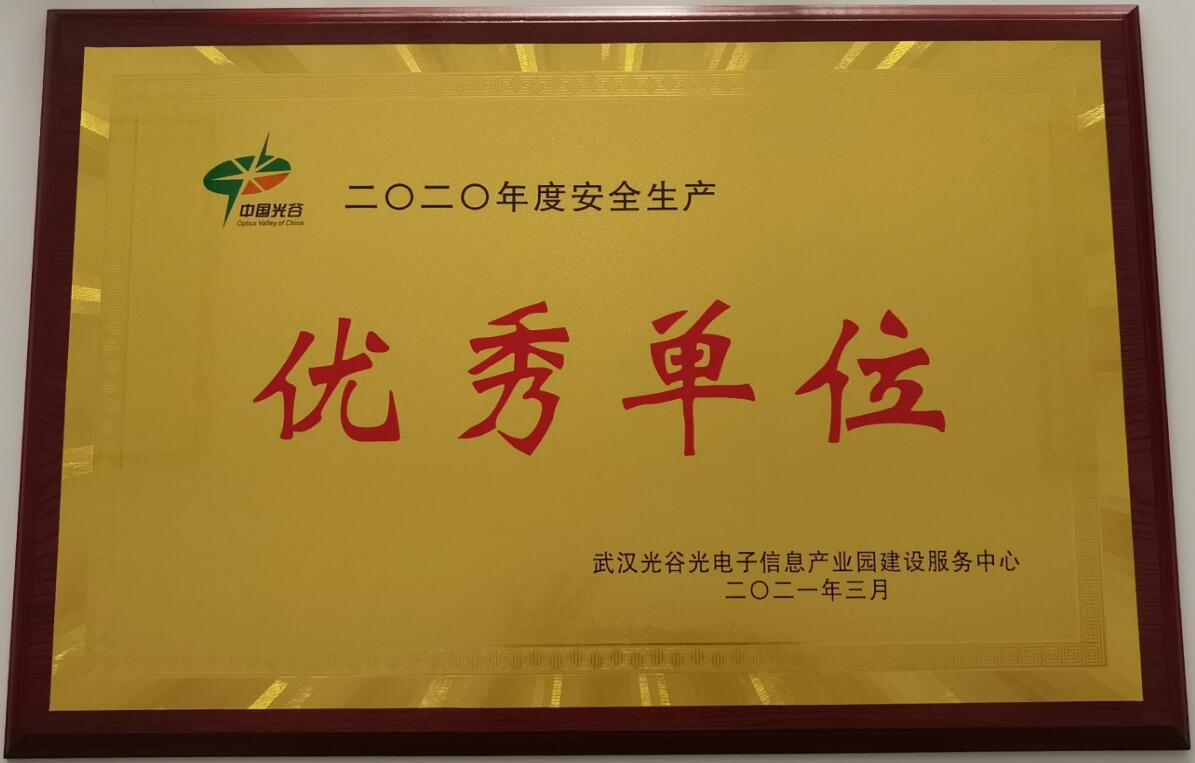 中国光谷
Optics Valley of China
二〇二〇年度安全生产
优秀单位
武汉光谷光电子信息产业园建设服务中心
二〇二一年三月